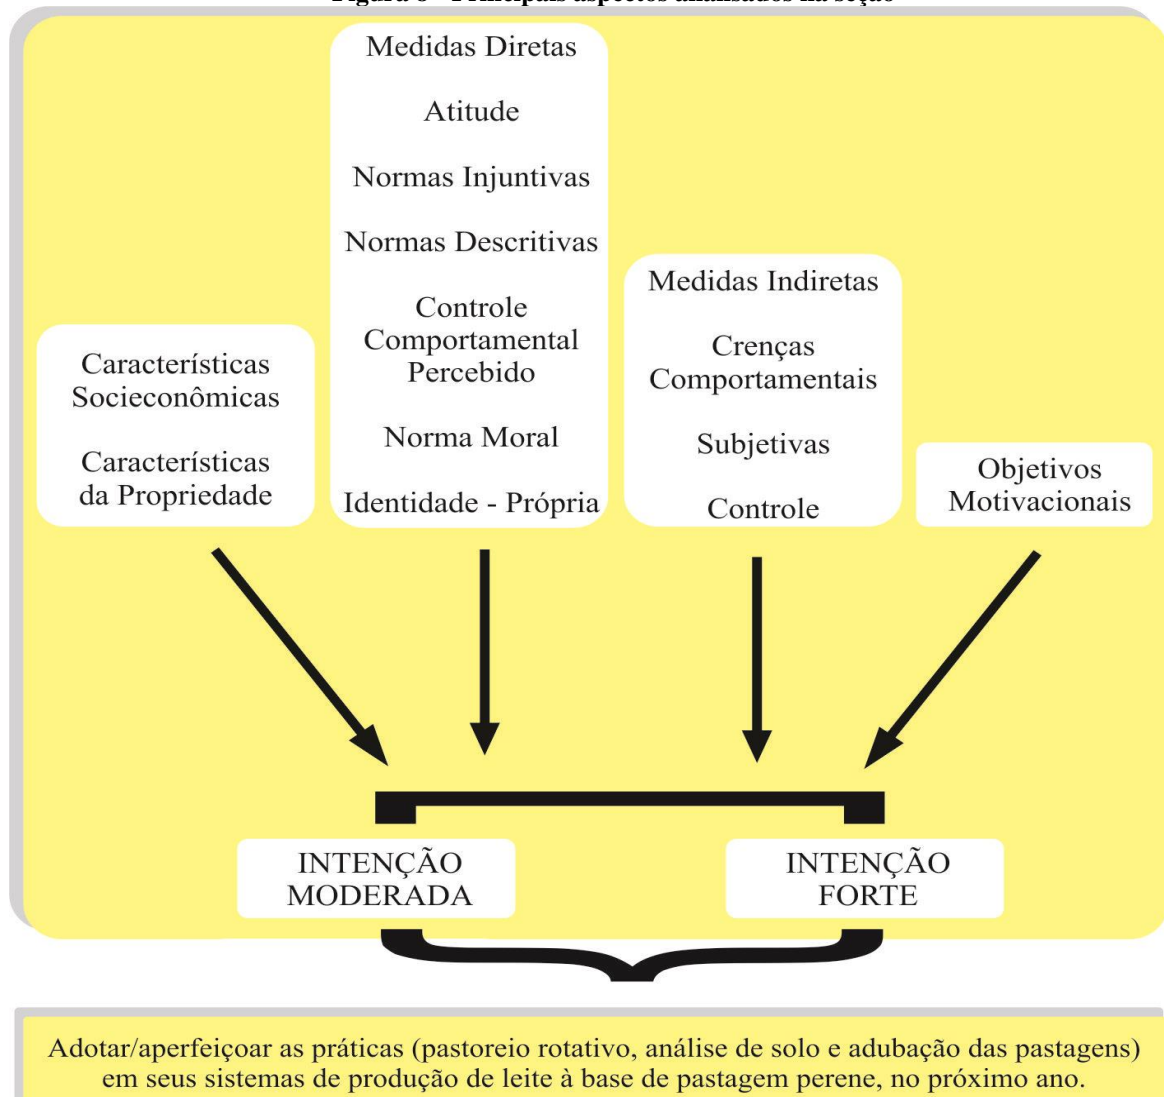 Medidas Diretas
Atitude
Normas Injuntivas
Normas Descritivas
Controle
Comportamental
Percebido
Norma Moral
Identidade - Própria
Medidas Indiretas
Crenças
Comportamentais
Subjetivas
Controle
Características
Socieconômicas
Características
da Propriedade
Objetivos
Motivacionais
INTENÇÃO
MODERADA
INTENÇÃO
FORTE
Adotar/aperfeiçoar as práticas (pastoreio rotativo, análise de solo e adubação das pastagens)
em seus sistemas de produção de leite à base de pastagem perene, no próximo ano.